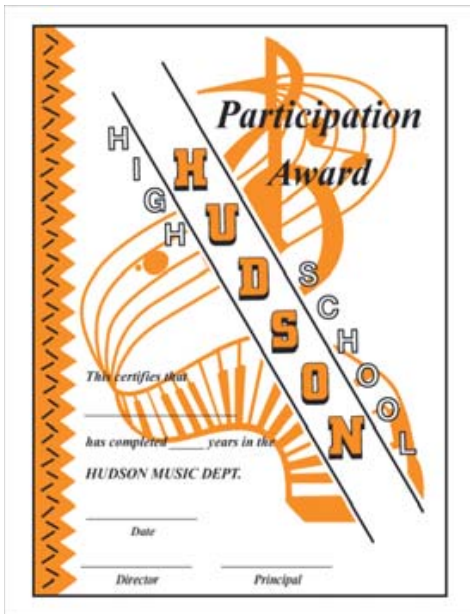 Participation
Award
HIGH
HUDSON
SCHOOL
This certifies that
has completed _____ years in the
HUDSON MUSIC DEPT.
Date
Director Principal